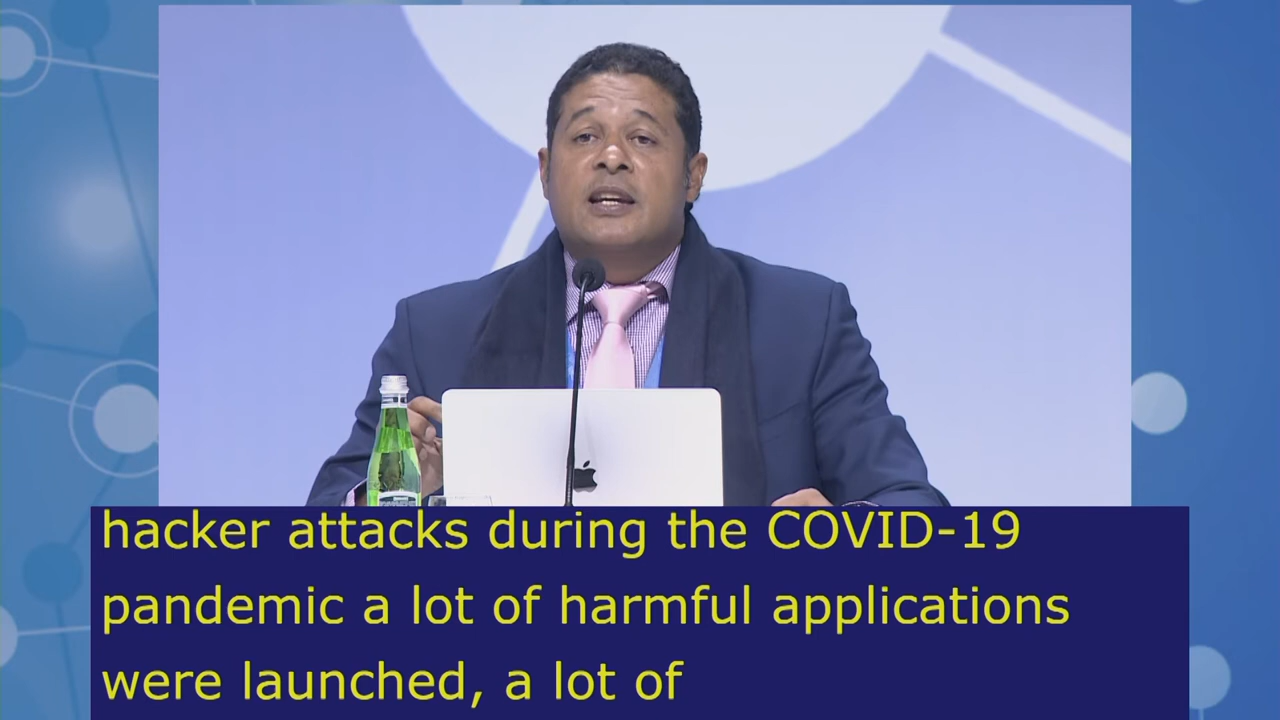 hacker attacks during the COVID-19
pandemic a lot of harmful applications
were launched, a lot of